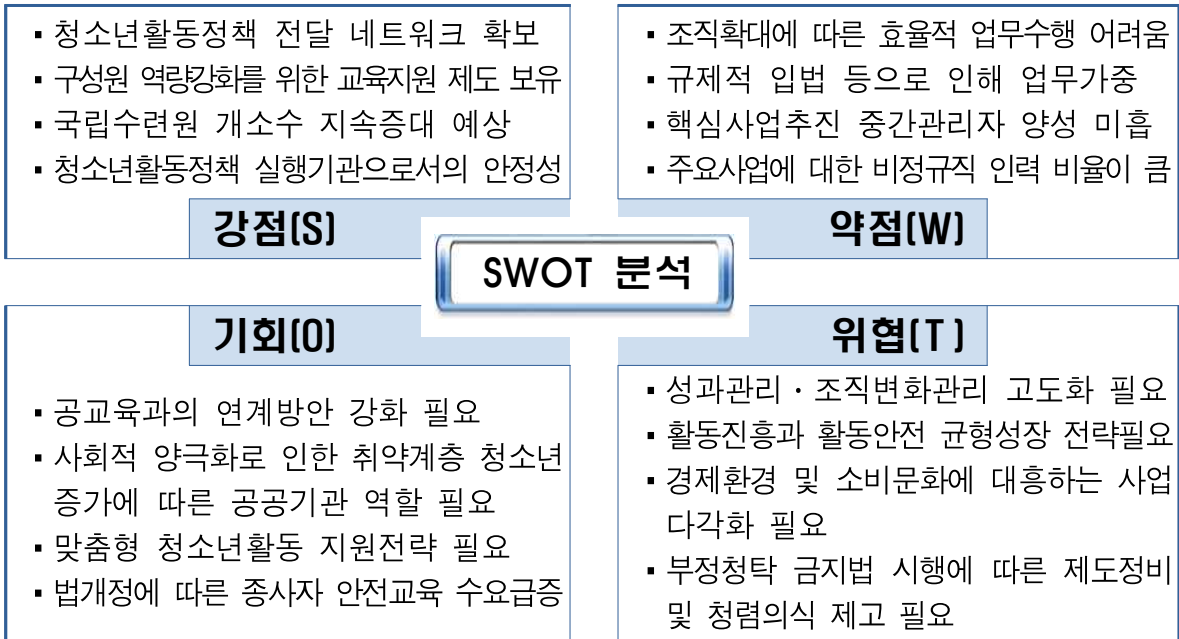 ▪ 청소년활동정책 전달 네트워크 확보
▪ 구성원 역량강화를 위한 교육지원 제도 보유
▪ 국립수련원 개소수 지속증대 예상
▪ 청소년활동정책 실행기관으로서의 안정성
강점(S)
▪ 조직확대에 따른 효율적 업무수행 어려움
▪ 규제적 입법 등으로 인해 업무가중
▪ 핵심사업추진 중간관리자 양성 미흡
▪ 주요사업에 대한 비정규직 인력 비율이 큼
약점(W)
SWOT 분석
기회(O)
▪ 공교육과의 연계방안 강화 필요
▪ 사회적 양극화로 인한 취약계층 청소년
증가에 따른 공공기관 역할 필요
▪ 맞춤형 청소년활동 지원전략 필요
▪ 법개정에 따른 종사자 안전교육 수요급증
위협(T)
▪ 성과관리 · 조직변화관리 고도화 필요
▪ 활동진흥과 활동안전 균형성장 전략필요
▪ 경제환경 및 소비문화에 대흥하는 사업
다각화 필요
▪ 부정청탁 금지법 시행에 따른 제도정비
및 청렴의식 제고 필요